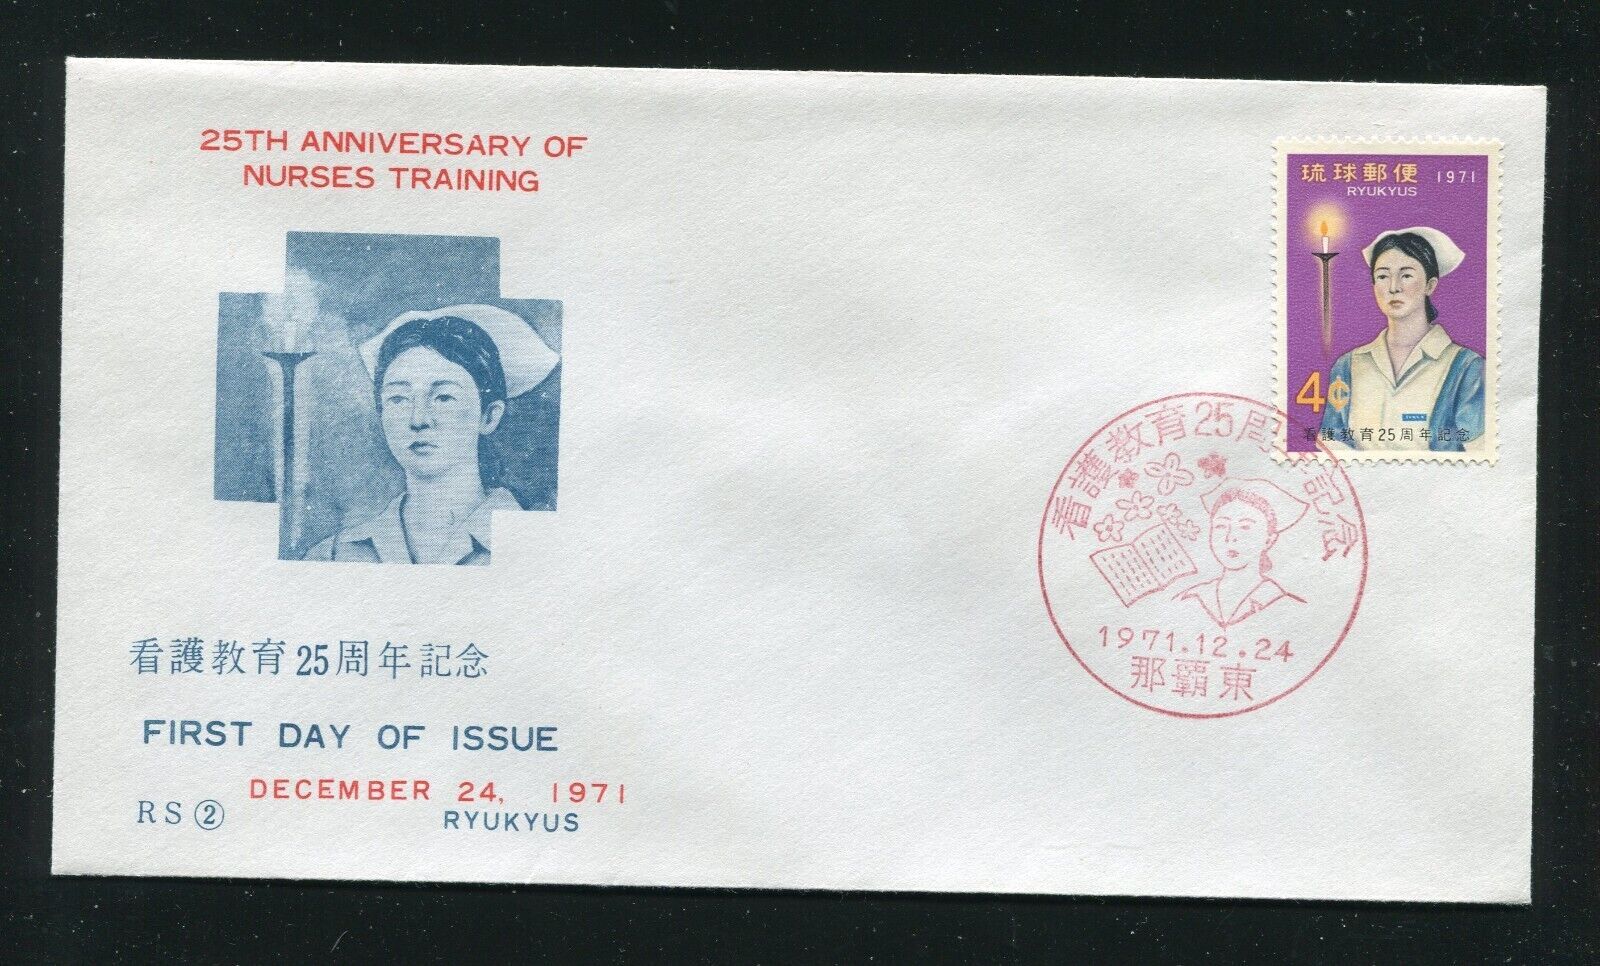 25TH ANNIVERSARY OF
NURSES TRAINING
琉球郵便 1971
RYUKYUS
4¢
看護教育25周年記念
看護教育25周年記念
1971.12.24
那覇東
看護教育25周年記念
FIRST DAY OF ISSUE
DECEMBER 24, 1971
RS② RYUKYUS